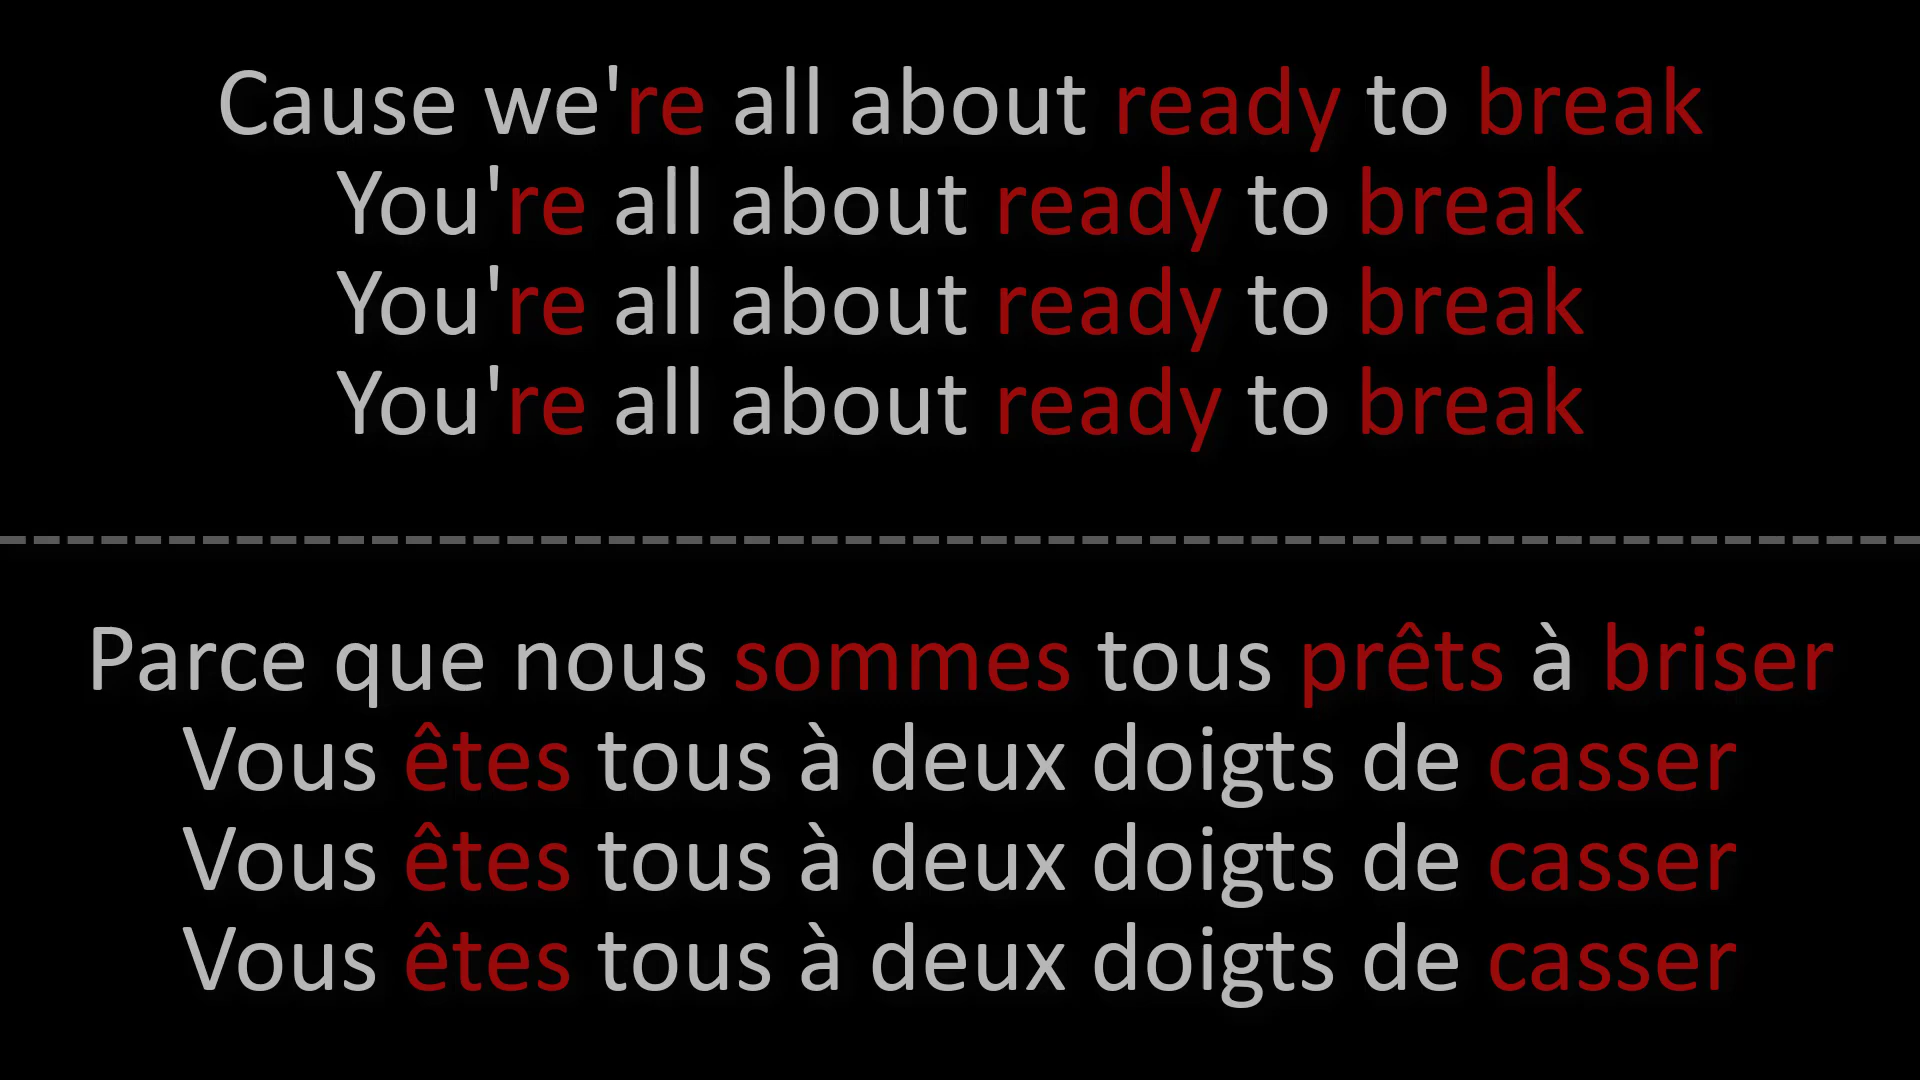 Cause we're all about ready to break
You're all about ready to break
You're all about ready to break
You're all about ready to break
Parce que nous sommes tous prêts à briser
Vous êtes tous à deux doigts de casser
Vous êtes tous à deux doigts de casser
Vous êtes tous à deux doigts de casser